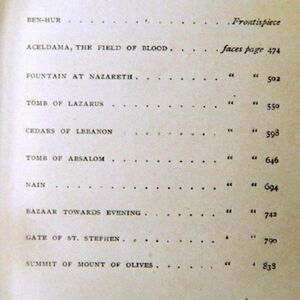 BEN-HUR . . . . . . . . . . . . Frontispiece
ACELDAMA, THE FIELD OF BLOOD . . . . faces page 474
FOUNTAIN AT NAZARETH . . . . . . . . " " 502
TOMB OF LAZARUS . . . . . . . . . . " " 550
CEDARS OF LEBANON . . . . . . . . . " " 598
TOMB OF ABSALOM . . . . . . . . . . " " 646
NAIN . . . . . . . . . . . . . . . " " 694
BAZAAR TOWARDS EVENING . . . . . . . " " 742
GATE OF ST. STEPHEN . . . . . . . . " " 790
SUMMIT OF MOUNT OF OLIVES . . . . . . " " 838